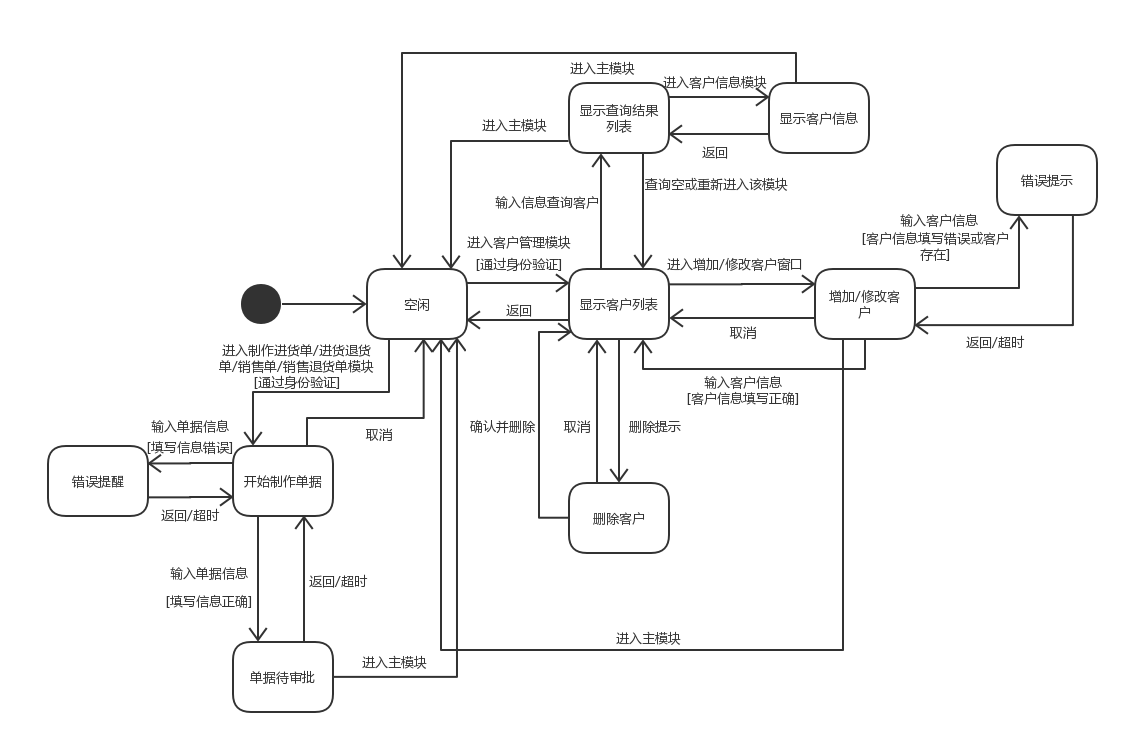 进入主模块
进入客户信息模块
显示查询结果
列表
显示客户信息
进入主模块
返回
错误提示
查询空或重新进入该模块
输入信息查询客户
输入客户信息
[客户信息填写错误或客户
存在]
进入客户管理模块
[通过身份验证]
进入增加/修改客户窗口
空闲
显示客户列表
增加/修改客
户
返回
取消
返回/超时
进入制作进货单/进货退货
单/销售单/销售退货单模块
[通过身份验证]
输入客户信息
[客户信息填写正确]
输入单据信息
[填写信息错误]
取消
确认并删除
取消
删除提示
错误提醒
开始制作单据
返回/超时
删除客户
输入单据信息
[填写信息正确]
返回/超时
进入主模块
进入主模块
单据待审批